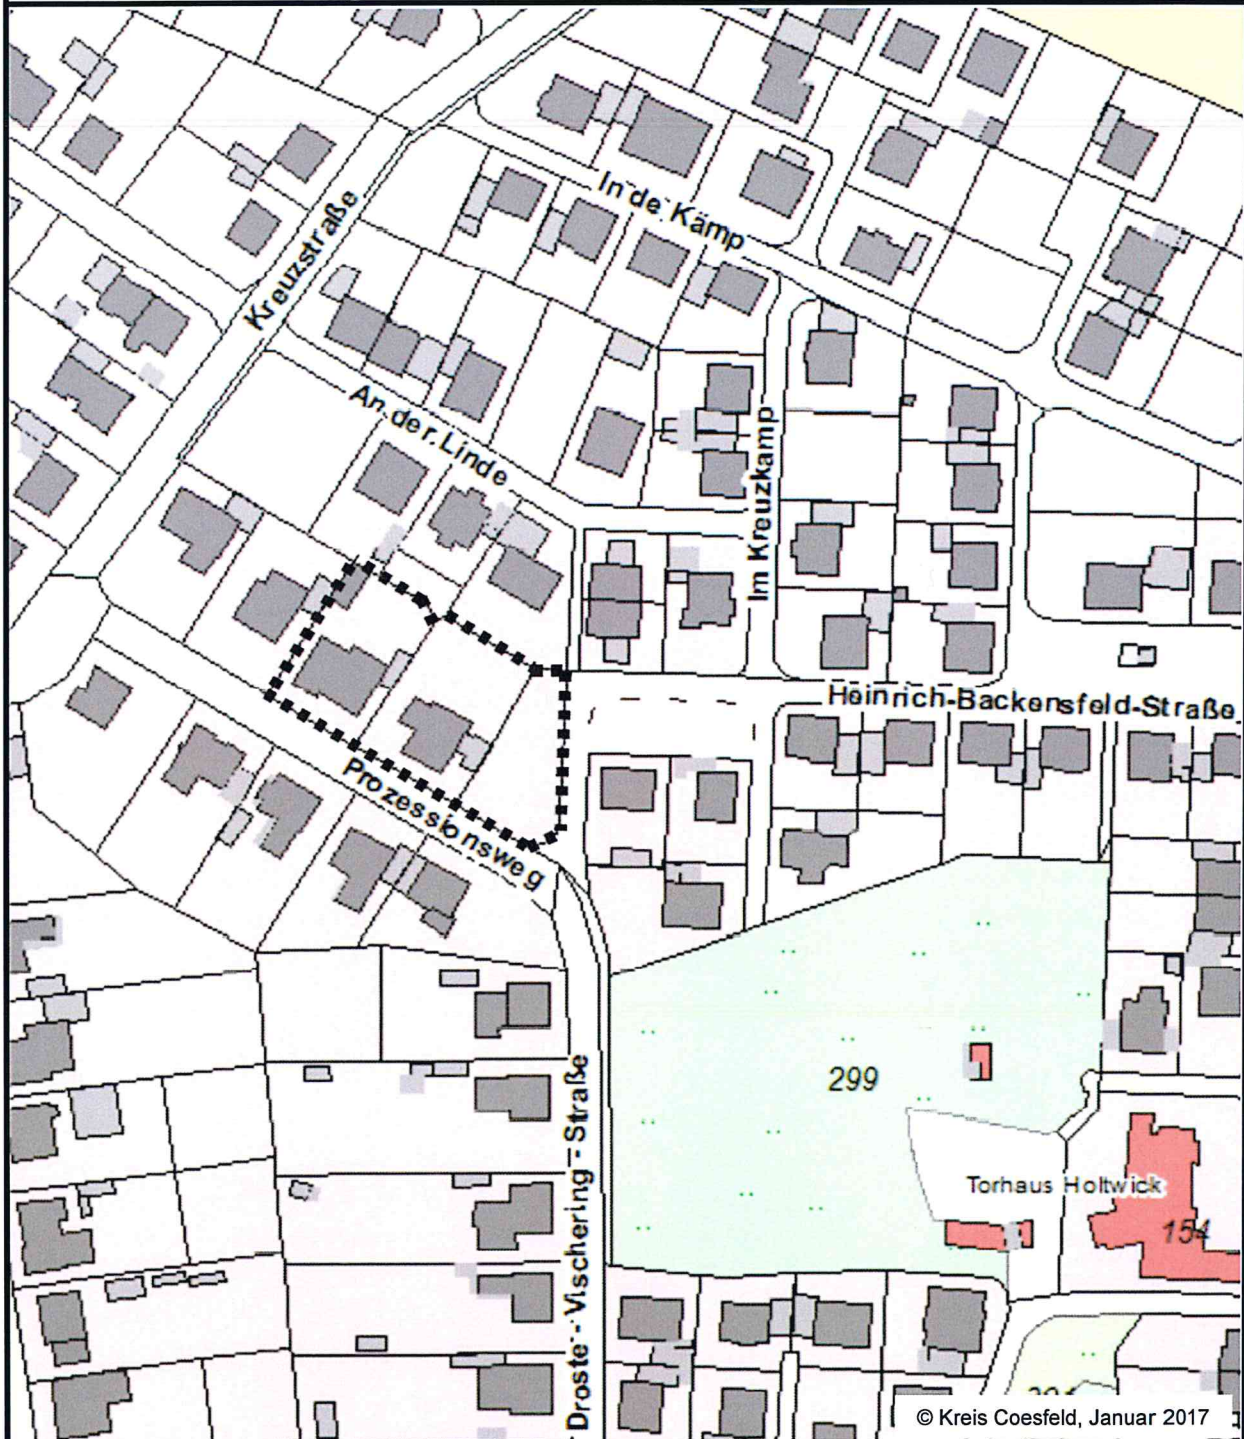 In de Kämp
Kreuzstraße
An der Linde
Im Kreuzkamp
Heinrich-Backensfeld-Straße
Prozessionsweg
299
Droste - Vischering - Straße
Torhaus Holtwick
154
© Kreis Coesfeld, Januar 2017